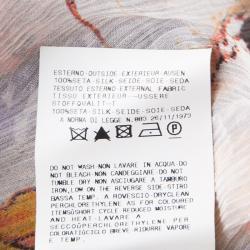 ESTERNO-OUTSIDE EXTERIEUR AUSEN
100%SETA-SILK-SEIDE-SOIE-SEDA
TESSUTO ESTERNO-EXTERNAL FABRIC
TISSU EXTERIEUR -USSERE
STOFFQUALIT-T
100%SETA-SILK-SEIDE-SOIE-SEDA
A NORMA DI LEGGE N.883 26/11/1973
DO NOT WASH-NON LAVARE IN ACQUA DO
NOT BLEACH-NON CANDEGGIARE-DO NOT
TUMBLE DRY NON ASCIUGARE A TAMBURO
IRON LOW ON THE REVERSE SIDE-STIRO
BASSA TEMP. A ROVESCIO-DRYCLEAN
PERCHLORETHYLENE AS FOR COLOURED
ITEMS@SHORT CYCLE REDUCED MOISTURE
AND HEAT-LAVARE A
SECCO@PERCHLOROETHYLENE PER
COLORATI@CICLO BREVE RIDURRE VAPORE
E TEMP.